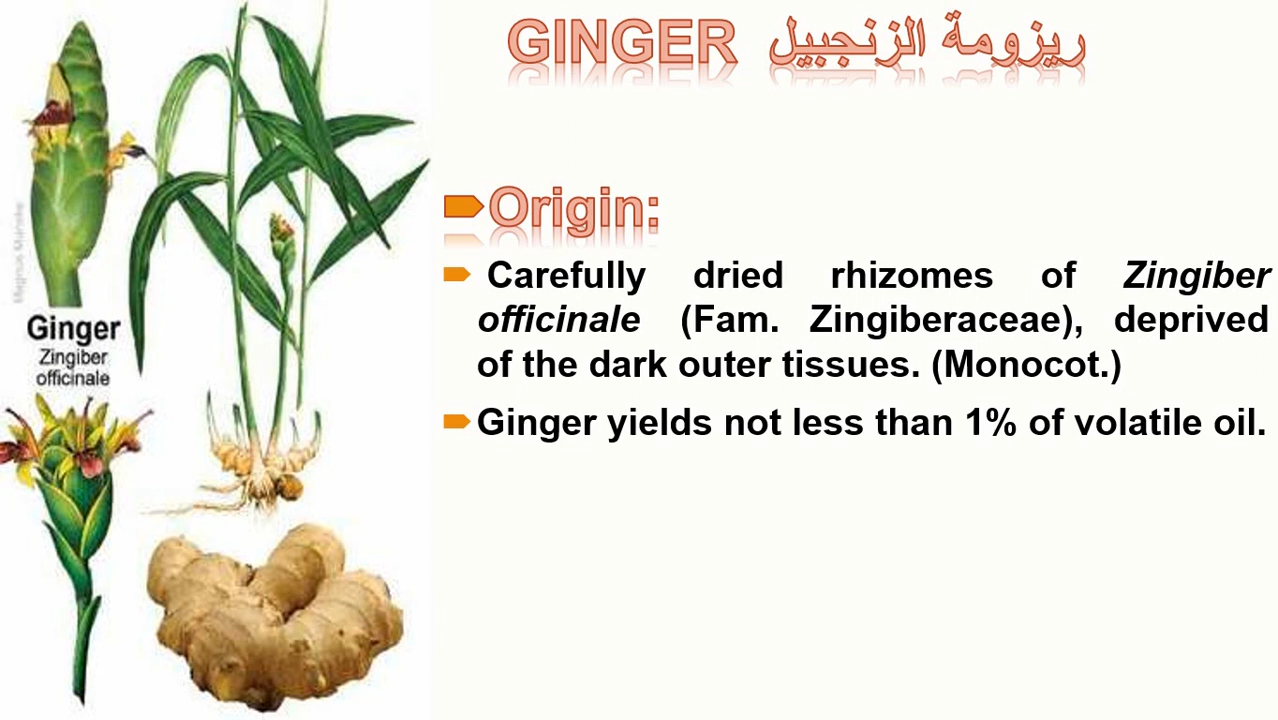 GINGER ريزومة الزنجبيل
Origin:
Carefully dried rhizomes of Zingiber
officinale (Fam. Zingiberaceae), deprived
of the dark outer tissues. (Monocot.)
Ginger yields not less than 1% of volatile oil.
Ginger
Zingiber
officinale